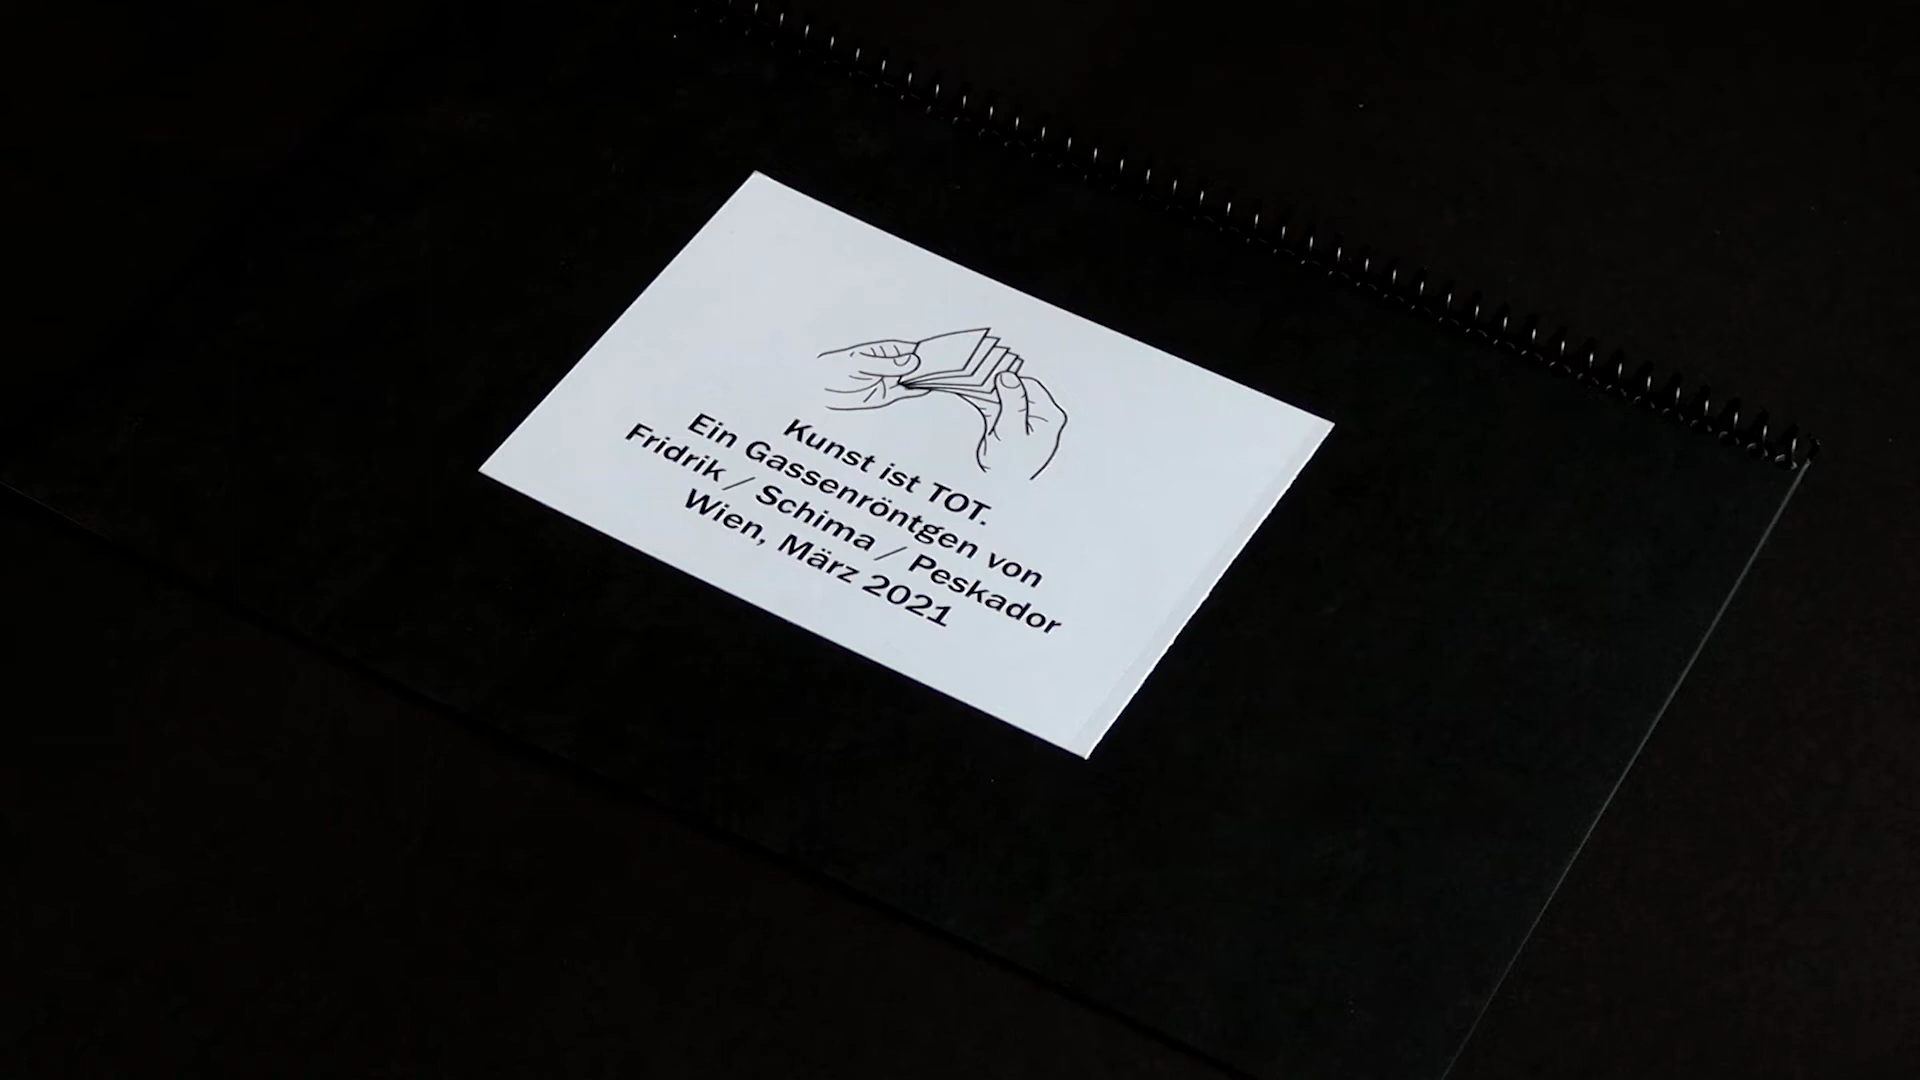 Kunst ist TOT.
Ein Gassenröntgen von
Fridrik / Schima / Peskador
Wien, März 2021